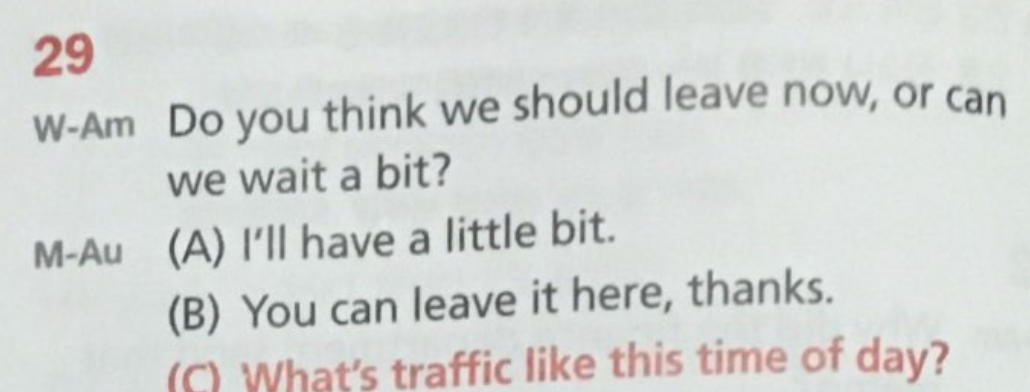 29
W-Am Do you think we should leave now, or can
we wait a bit?
M-Au (A) I'll have a little bit.
(B) You can leave it here, thanks.
(C) What's traffic like this time of day?